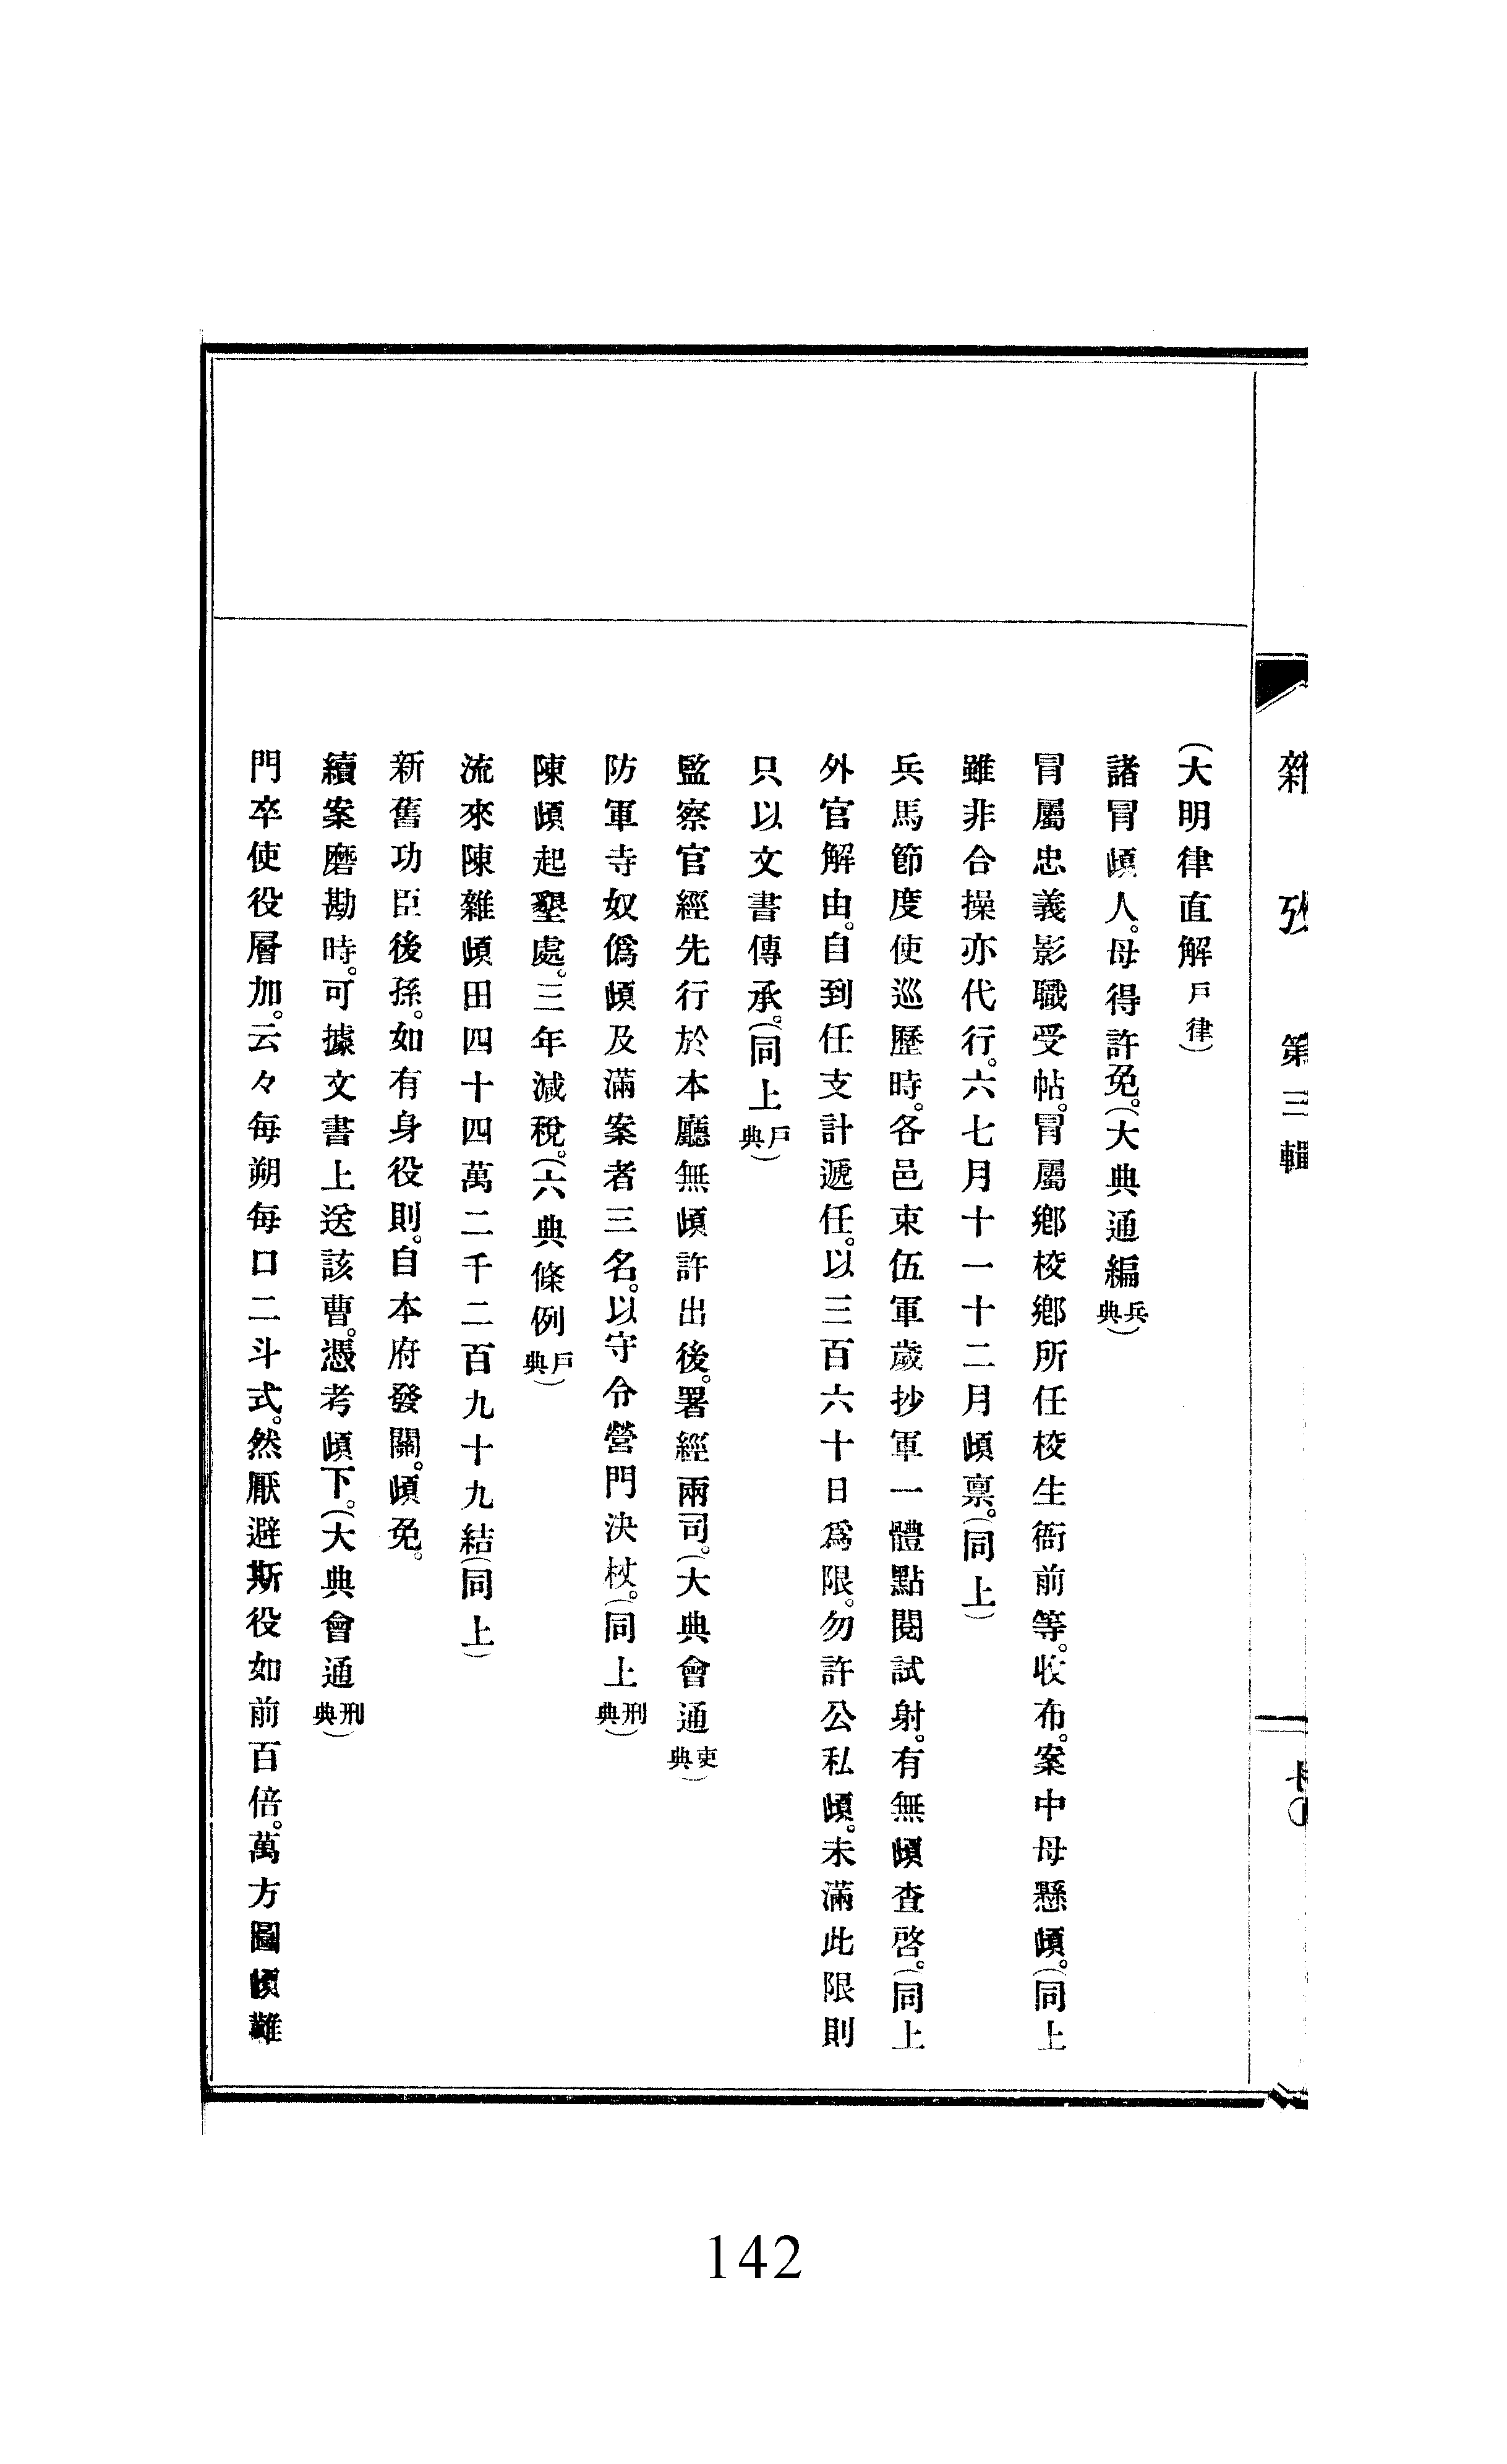 雜攷 第三輯
(大明律直解戶律)
諸冒頉人。母得許免。(大典通編兵典)
冒屬忠義影職受帖。冒屬鄕校鄕所任校生衙前等。收布。案中母懸頉。(同上
雖非合操亦代行。六七月十一十二月頉禀。(同上)
兵馬節度使巡歷時。各邑束伍軍歲抄軍一體點閱試射。有無頉査啓。(同上
外官解由。自到任支計遞任。以三百六十日爲限。勿許公私頉。未滿此限則
只以文書傳承。(同上戶典)
監察官經先行於本廳無頉許出後。署經兩司。(大典會通吏典)
防軍寺奴僞頉及滿案者三名。以守令營門決杖。(同上刑典)
陳頉起墾處。三年減稅。(六典條例戶典)
流來陳雜頉田四十四萬二千二百九十九結(同上)
新舊功臣後孫。如有身役則。自本府發關。頉免。
續案磨勘時。可據文書上送該曹。憑考頉下。(大典會通刑典)
門卒使役層加。云々每朔每口二斗式。然厭避斯役如前百倍。萬方圖頉難
142